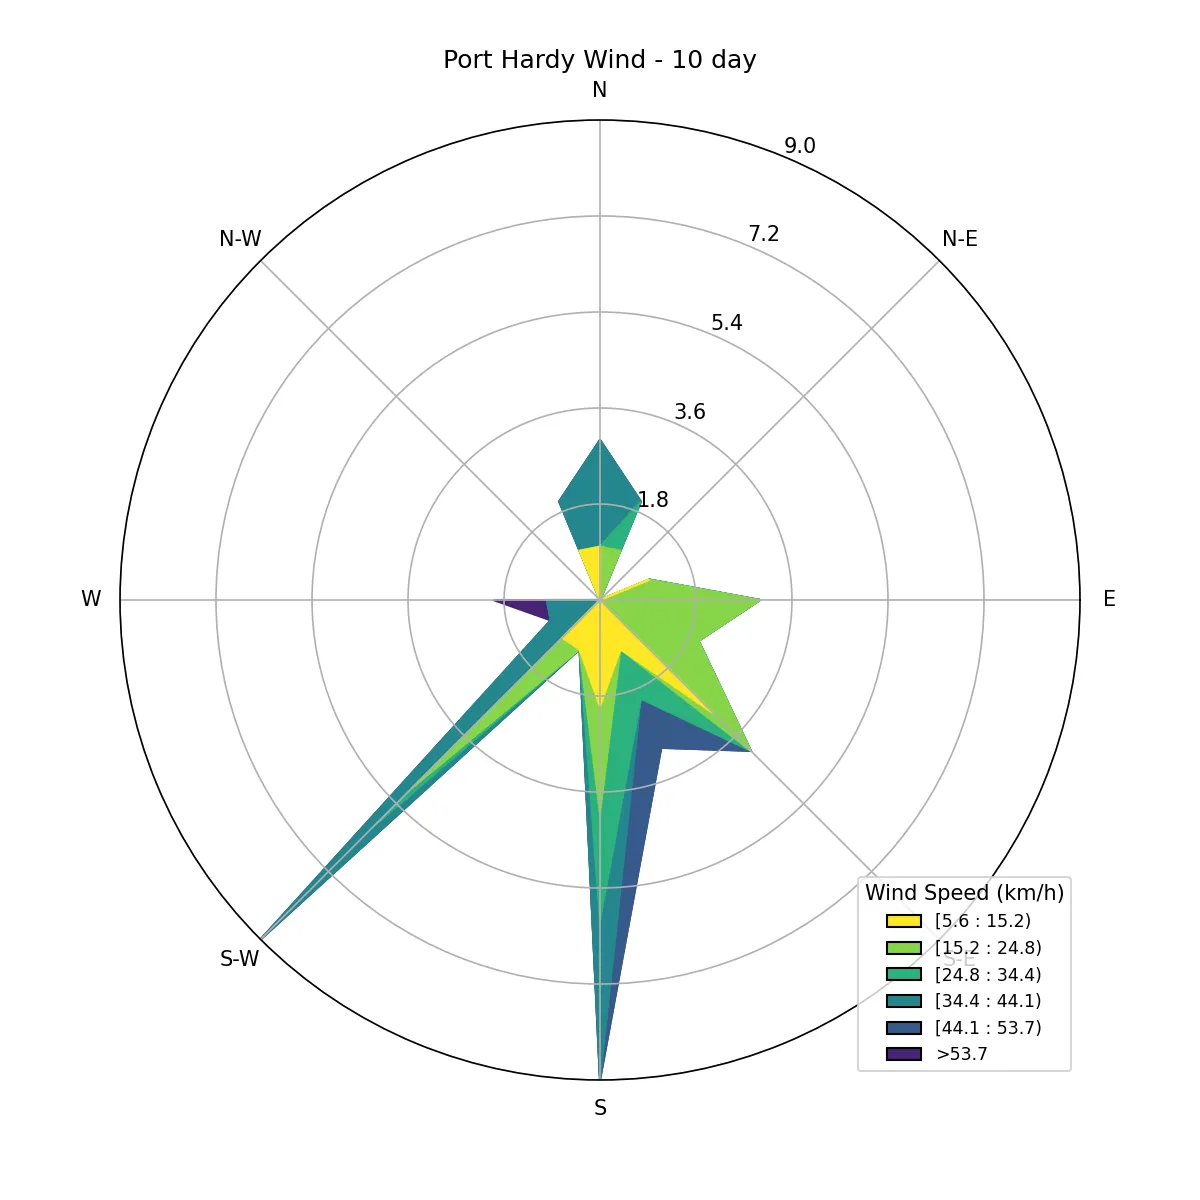 Port Hardy Wind - 10 day
N
9.0
N-W
7.2
N-E
5.4
3.6
1.8
W
E
Wind Speed (km/h)
[5.6 : 15.2)
[15.2 : 24.8)
S-W
S-E
[24.8 : 34.4)
[34.4 : 44.1)
[44.1 : 53.7)
>53.7
S